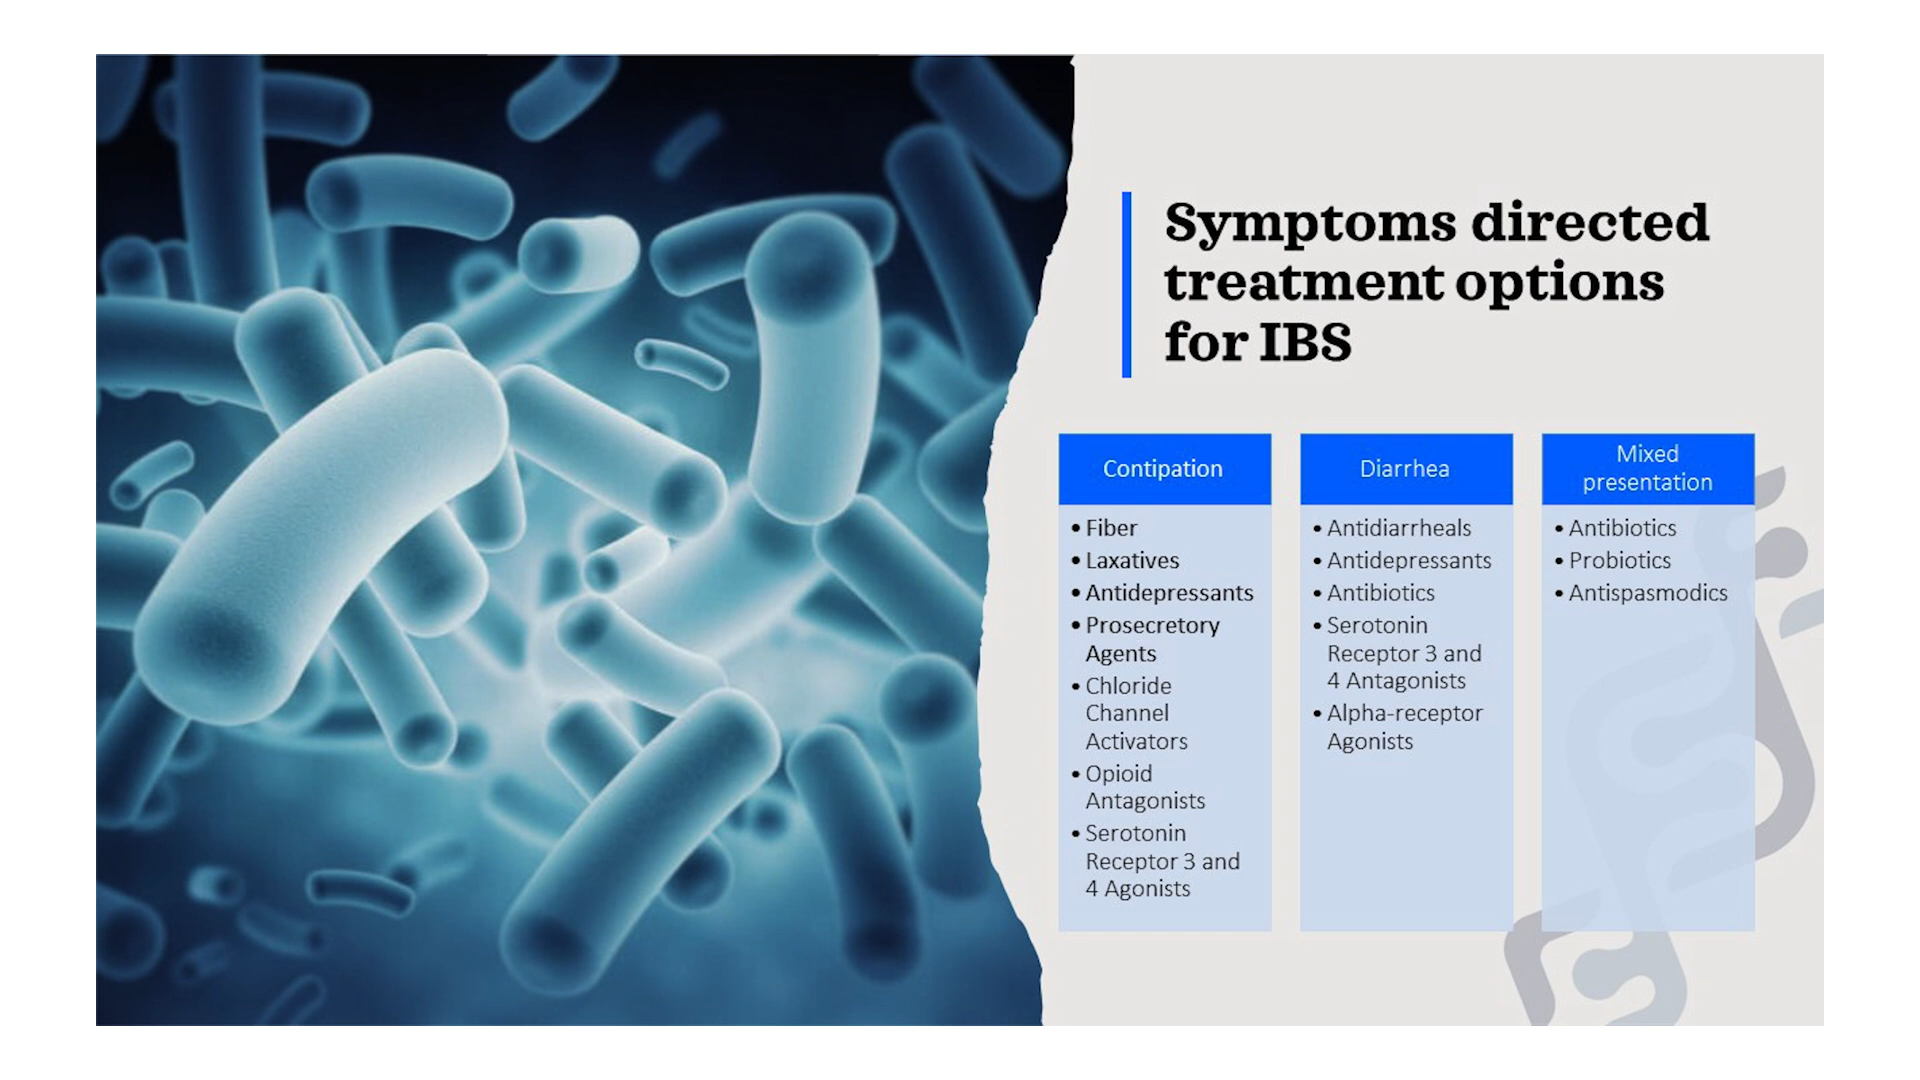 Symptoms directed
treatment options
for IBS
Contipation
• Fiber
• Laxatives
• Antidepressants
• Prosecretory
Agents
• Chloride
Channel
Activators
• Opioid
Antagonists
• Serotonin
Receptor 3 and
4 Agonists
Diarrhea
• Antidiarrheals
• Antidepressants
• Antibiotics
• Serotonin
Receptor 3 and
4 Antagonists
• Alpha-receptor
Agonists
Mixed
presentation
• Antibiotics
• Probiotics
• Antispasmodics